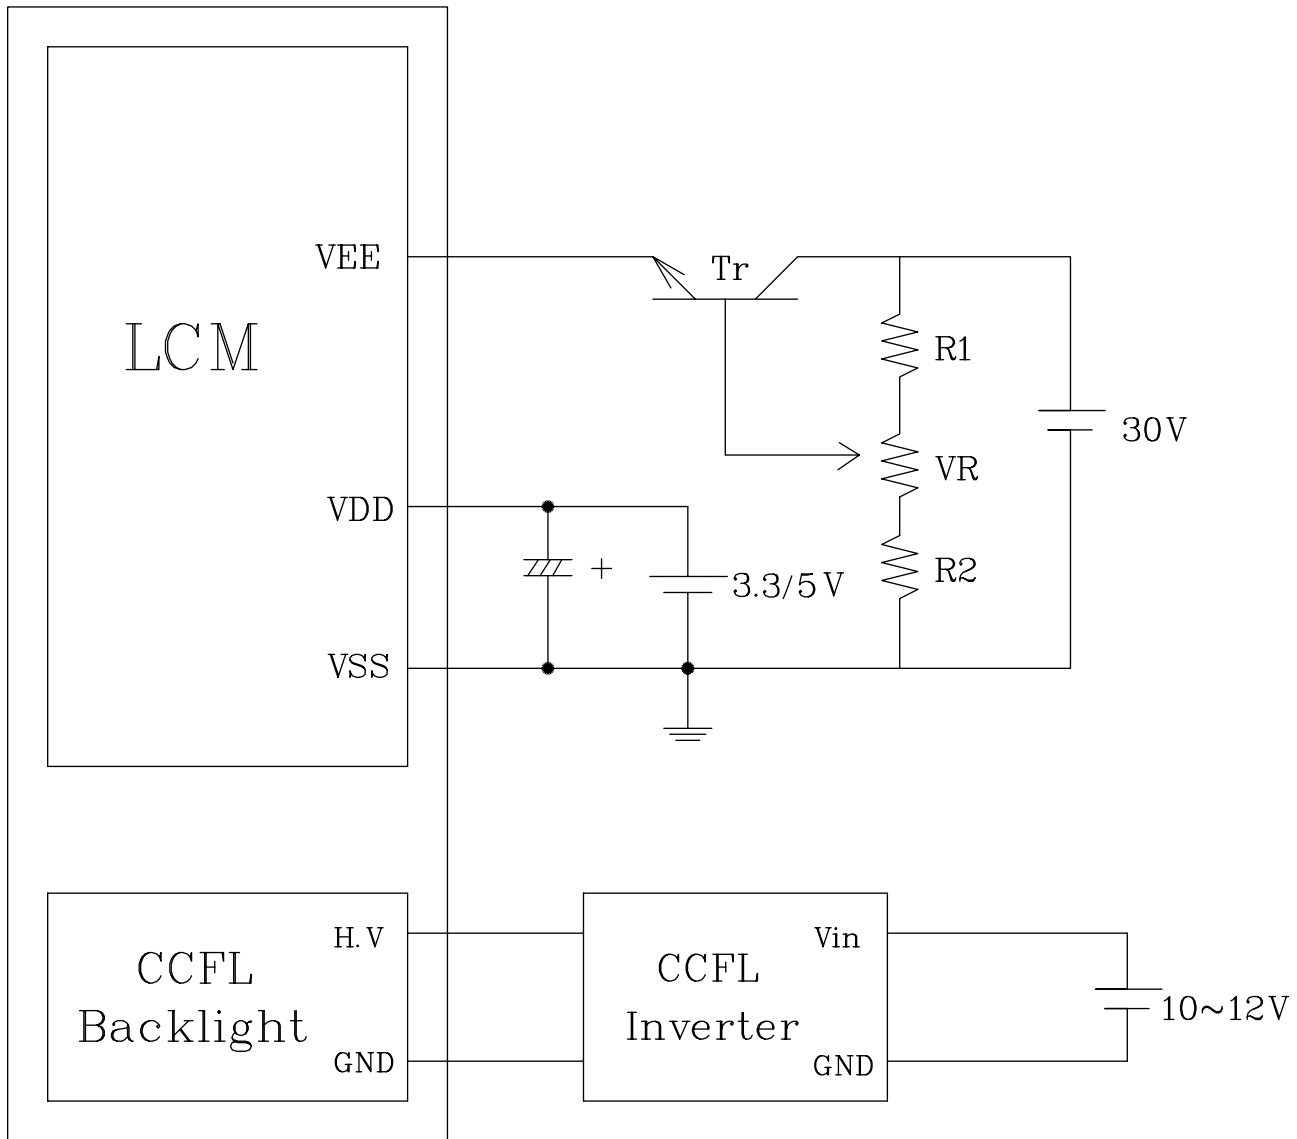 VEE
Tr
LCM
R1
30V
VR
VDD
+
3.3/5V
R2
VSS
H.V
Vin
CCFL
Backlight
CCFL
Inverter
10~12V
GND
GND